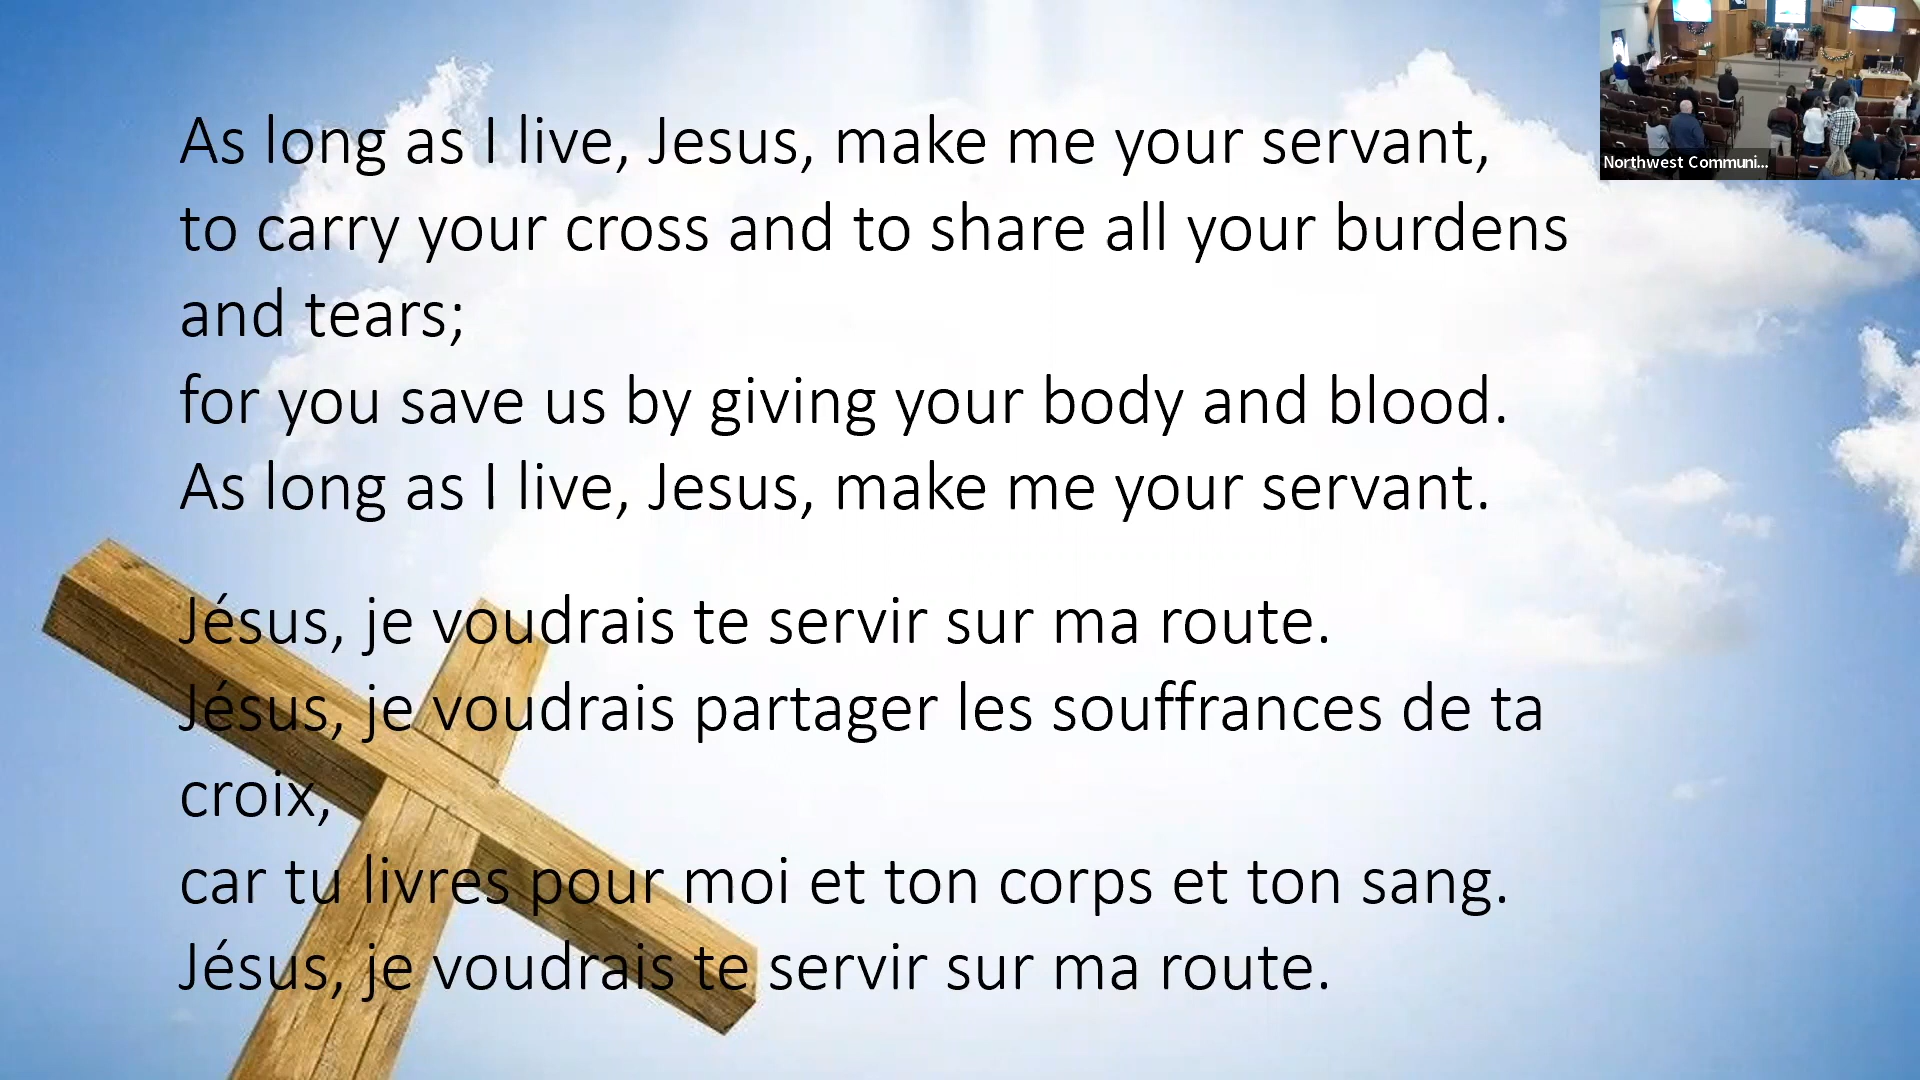 As long as I live, Jesus, make me your servant,
to carry your cross and to share all your burdens
and tears;
for you save us by giving your body and blood.
As long as I live, Jesus, make me your servant.
Jésus, je voudrais te servir sur ma route.
Jésus, je voudrais partager les souffrances de ta
croix,
car tu livres pour moi et ton corps et ton sang.
Jésus, je voudrais te servir sur ma route.
Northwest Communi...